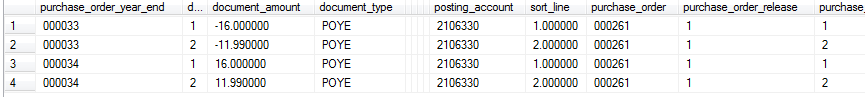 purchase_order_year_end d... document_amount document_type posting_account sort_line purchase_order purchase_order_release purchase_
1 000033 1 -16.000000 POYE 2106330 1.000000 000261 1 1
2 000033 2 -11.990000 POYE 2106330 2.000000 000261 1 2
3 000034 1 16.000000 POYE 2106330 1.000000 000261 1 1
4 000034 2 11.990000 POYE 2106330 2.000000 000261 1 2